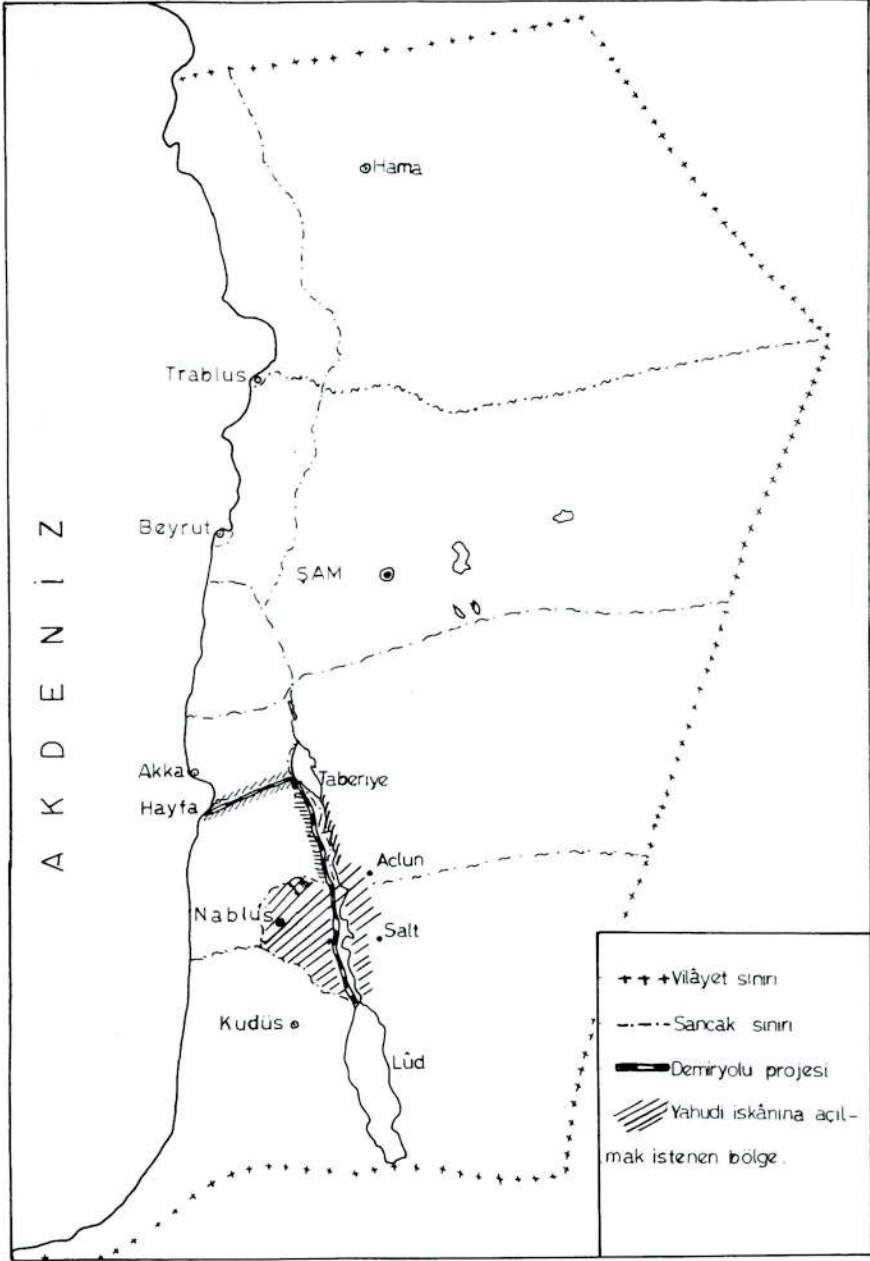 Hama
Trablus
Beyrut
ŞAM
AKDENİZ
Akka
Taberiye
Hayfa
Aclun
Nablus
Salt
Kudüs
Lûd
Vilâyet sınırı
Sancak sınırı
Demiryolu projesi
Yahudi iskânına açıl-
mak istenen bölge.